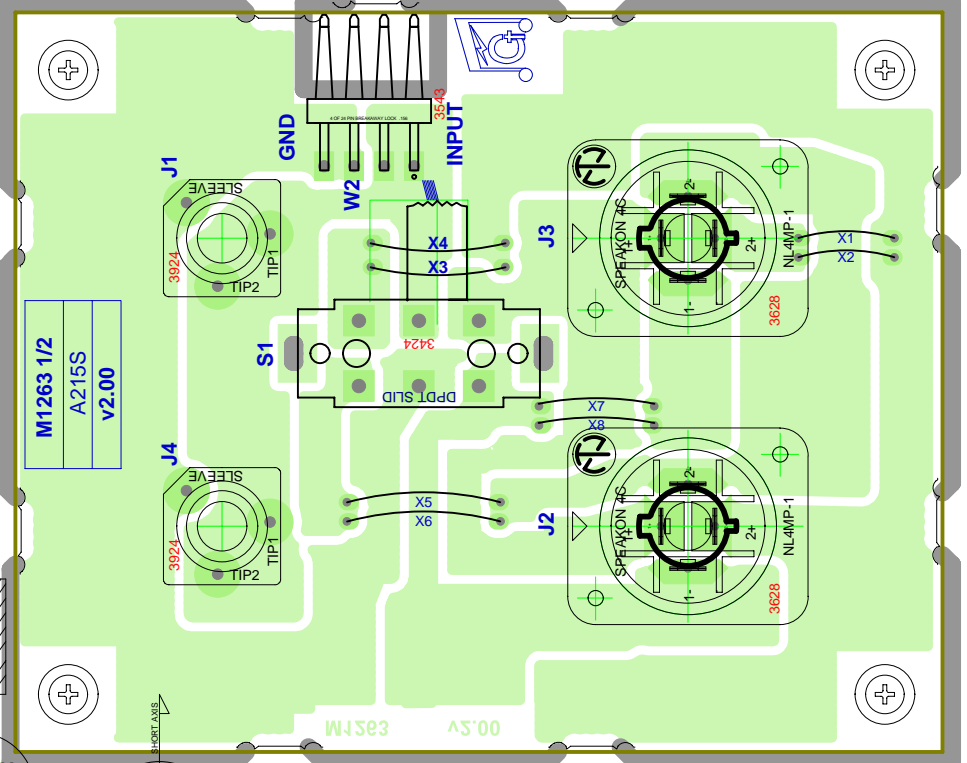 3543
4 OF 24 PIN BREAKAWAY LOCK .156
GND
INPUT
W2
J1
SLEEVE
TIP1
TIP2
3924
X4
X3
J3
SPEAKON 4C
1+
2-
2+
1-
NL4MP-1
3628
X1
X2
M1263 1/2
A215S
v2.00
S1
3424
DPDT SLID
X7
X8
J4
SLEEVE
TIP1
TIP2
3924
X5
X6
J2
SPEAKON 4C
1+
2-
2+
1-
NL4MP-1
3628
SHORT AXIS
M1263 v2.00